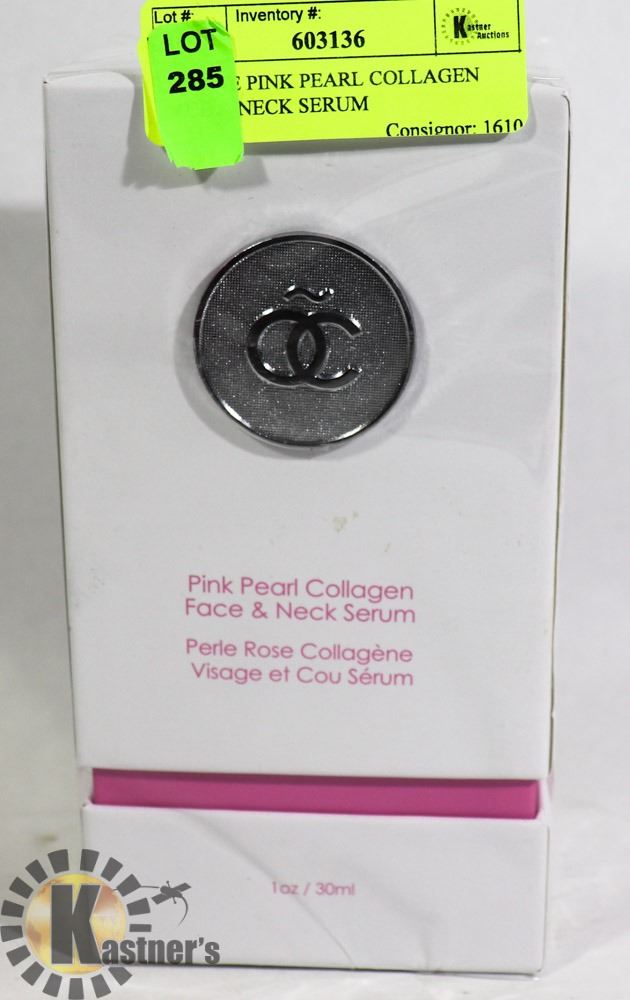 Lot #: Inventory #:
603136 Kastner Auctions
LOT
285
PINK PEARL COLLAGEN
NECK SERUM
Consignor: 1610
Pink Pearl Collagen
Face & Neck Serum
Perle Rose Collagène
Visage et Cou Sérum
1oz / 30ml
Kastner's